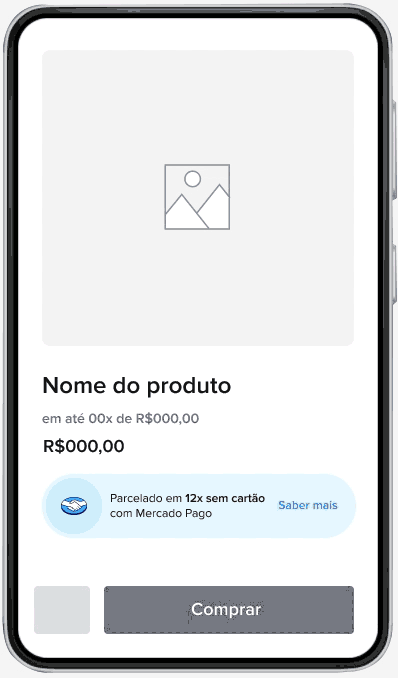 Nome do produto
em até 00x de R$000,00
R$000,00
Parcelado em 12x sem cartão
com Mercado Pago
Saber mais
Comprar